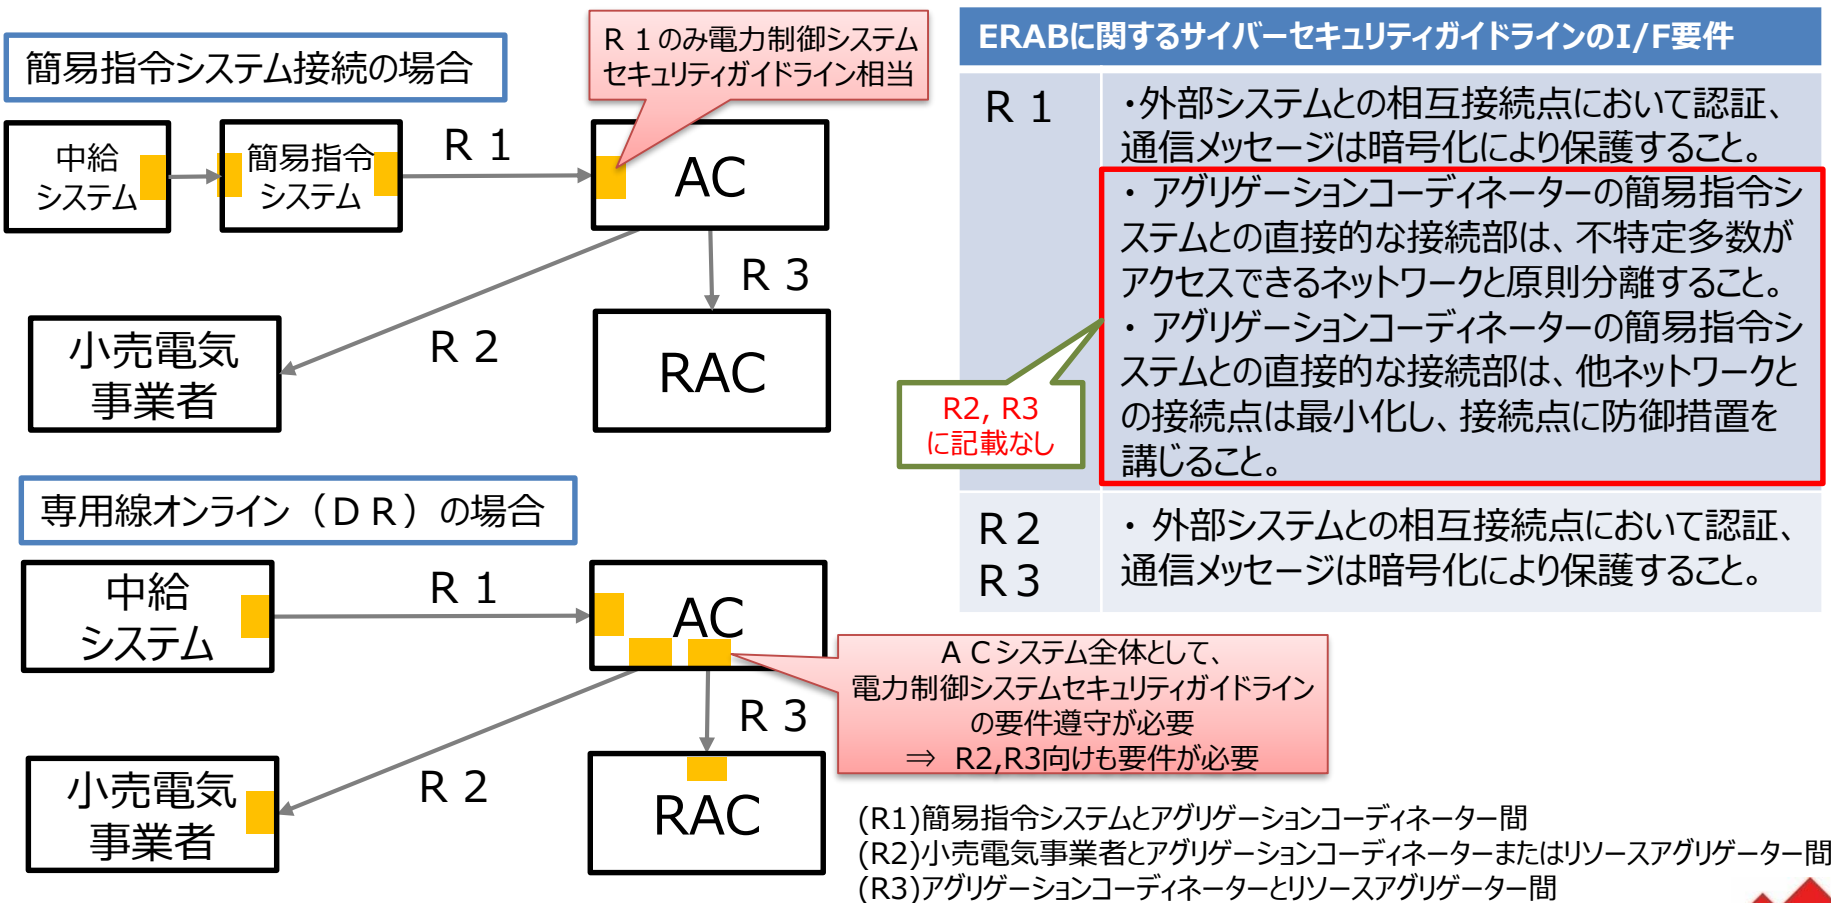 簡易指令システム接続の場合
R１のみ電力制御システム
セキュリティガイドライン相当
中給
システム
簡易指令
システム
R 1
AC
R 3
R 2
小売電気
事業者
RAC
専用線オンライン（ＤＲ）の場合
中給
システム
R 1
AC
ＡＣシステム全体として、
電力制御システムセキュリティガイドライン
の要件遵守が必要
⇒ R2,R3向けも要件が必要
R 3
R 2
小売電気
事業者
RAC
ERABに関するサイバーセキュリティガイドラインのI/F要件
R 1
・外部システムとの相互接続点において認証、
通信メッセージは暗号化により保護すること。
・ アグリゲーションコーディネーターの簡易指令シ
ステムとの直接的な接続部は、不特定多数が
アクセスできるネットワークと原則分離すること。
・ アグリゲーションコーディネーターの簡易指令シ
ステムとの直接的な接続部は、他ネットワークと
の接続点は最小化し、接続点に防御措置を
講じること。
R2, R3
に記載なし
R 2
R 3
・ 外部システムとの相互接続点において認証、
通信メッセージは暗号化により保護すること。
(R1)簡易指令システムとアグリゲーションコーディネーター間
(R2)小売電気事業者とアグリゲーションコーディネーターまたはリソースアグリゲーター間
(R3)アグリゲーションコーディネーターとリソースアグリゲーター間